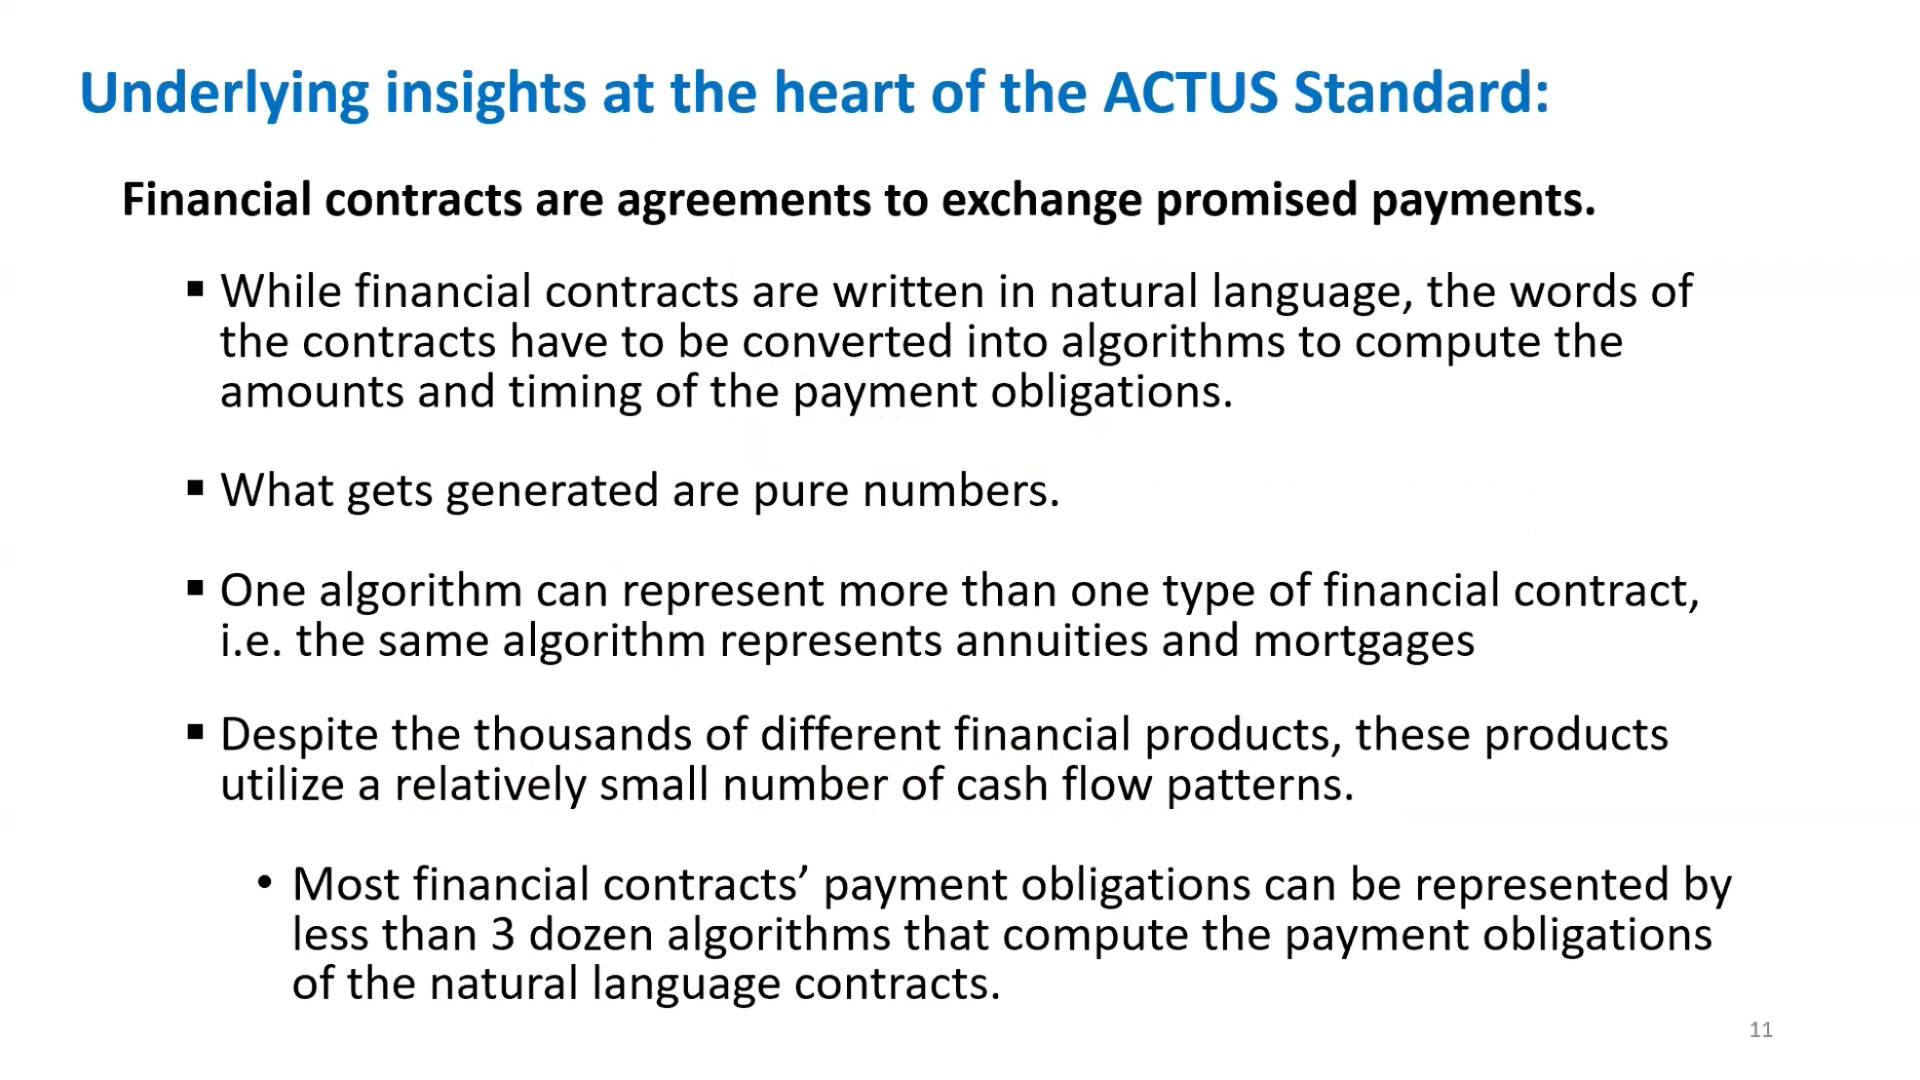 Underlying insights at the heart of the ACTUS Standard:
Financial contracts are agreements to exchange promised payments.
▪ While financial contracts are written in natural language, the words of
the contracts have to be converted into algorithms to compute the
amounts and timing of the payment obligations.
▪ What gets generated are pure numbers.
▪ One algorithm can represent more than one type of financial contract,
i.e. the same algorithm represents annuities and mortgages
▪ Despite the thousands of different financial products, these products
utilize a relatively small number of cash flow patterns.
• Most financial contracts’ payment obligations can be represented by
less than 3 dozen algorithms that compute the payment obligations
of the natural language contracts.
11